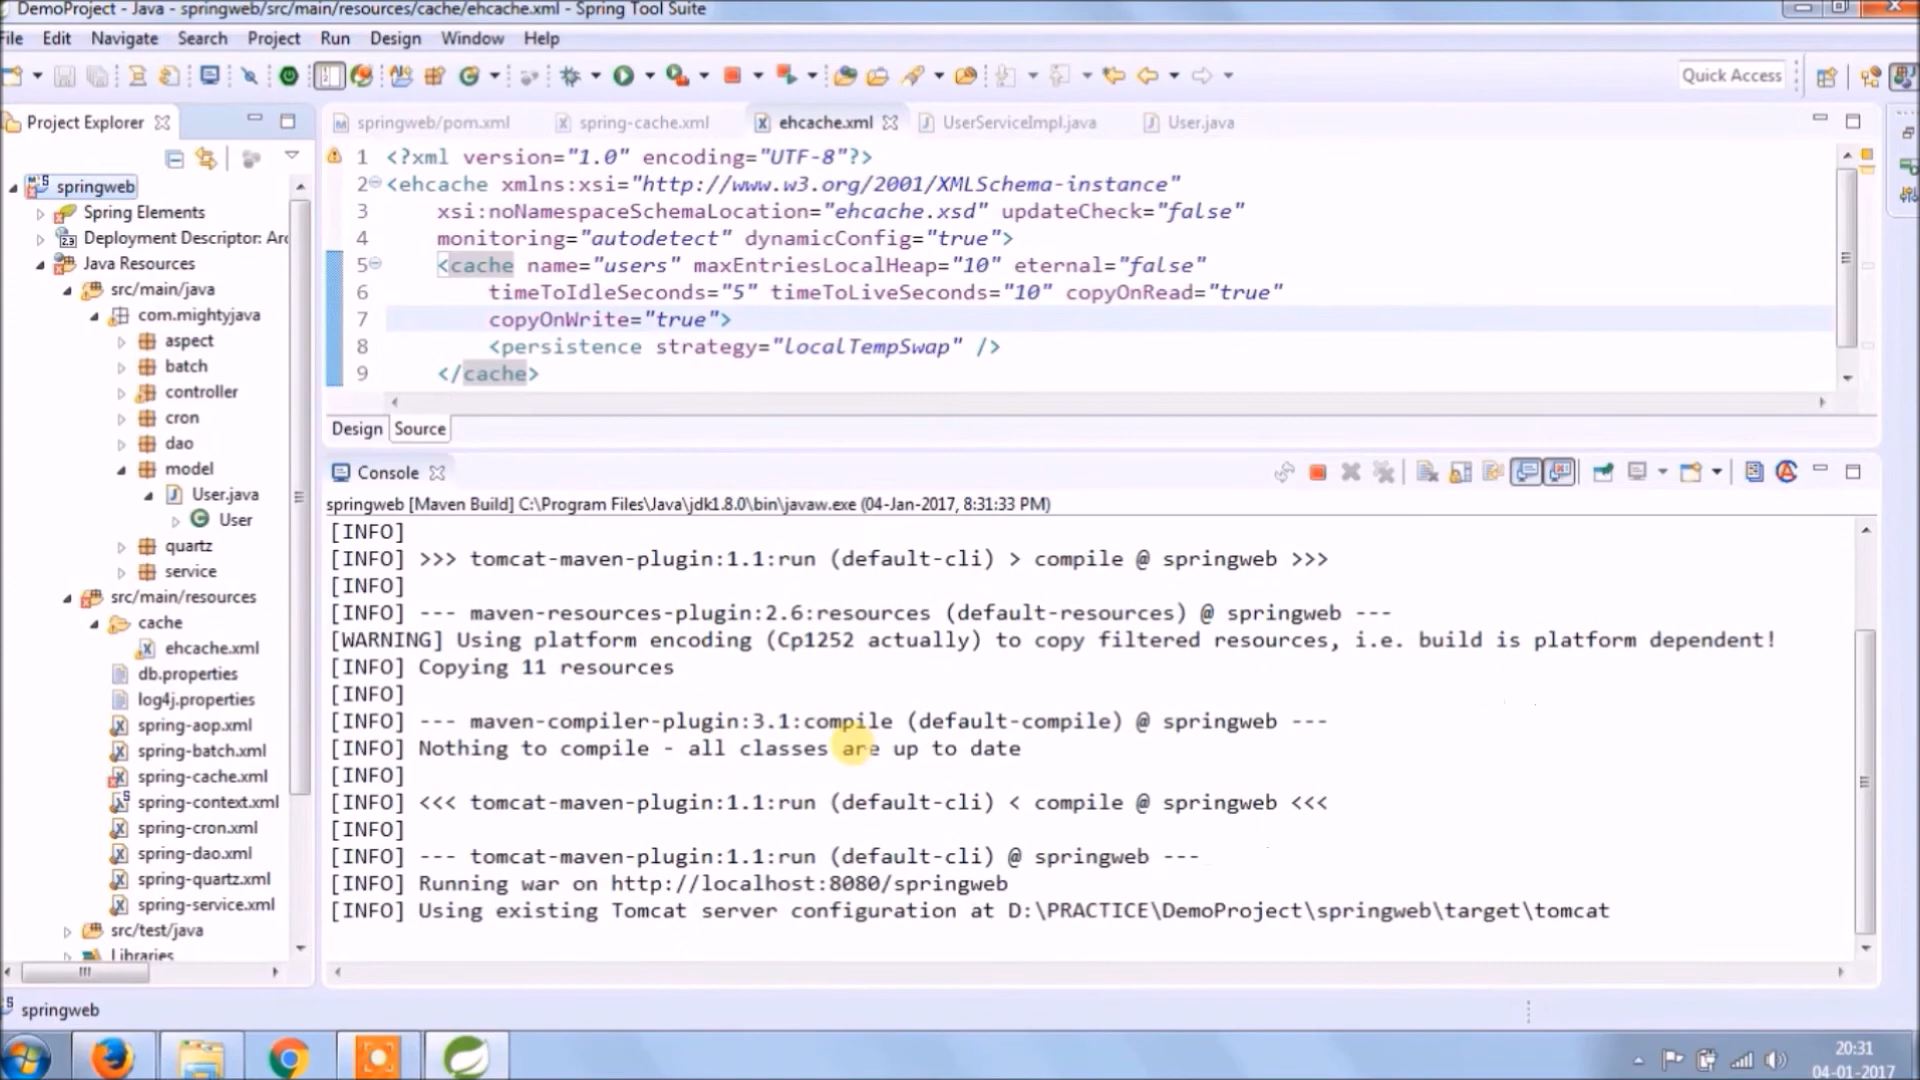 DemoProject - Java - springweb/src/main/resources/cache/ehcache.xml - Spring Tool Suite
File Edit Navigate Search Project Run Design Window Help
Quick Access
Project Explorer
springweb/pom.xml spring-cache.xml ehcache.xml UserServiceImpl.java User.java
springweb
Spring Elements
Deployment Descriptor: Arc
Java Resources
src/main/java
com.mightyjava
aspect
batch
controller
cron
dao
model
User.java
User
quartz
service
src/main/resources
cache
ehcache.xml
db.properties
log4j.properties
spring-aop.xml
spring-batch.xml
spring-cache.xml
spring-context.xml
spring-cron.xml
spring-dao.xml
spring-quartz.xml
spring-service.xml
src/test/java
Libraries
1 <?xml version="1.0" encoding="UTF-8"?>
2 <ehcache xmlns:xsi="http://www.w3.org/2001/XMLSchema-instance"
3 xsi:noNamespaceSchemaLocation="ehcache.xsd" updateCheck="false"
4 monitoring="autodetect" dynamicConfig="true">
5 <cache name="users" maxEntriesLocalHeap="10" eternal="false"
6 timeToIdleSeconds="5" timeToLiveSeconds="10" copyOnRead="true"
7 copyOnWrite="true">
8 <persistence strategy="localTempSwap" />
9 </cache>
Design Source
Console
springweb [Maven Build] C:\Program Files\Java\jdk1.8.0\bin\javaw.exe (04-Jan-2017, 8:31:33 PM)
[INFO]
[INFO] >>> tomcat-maven-plugin:1.1:run (default-cli) > compile @ springweb >>>
[INFO]
[INFO] --- maven-resources-plugin:2.6:resources (default-resources) @ springweb ---
[WARNING] Using platform encoding (Cp1252 actually) to copy filtered resources, i.e. build is platform dependent!
[INFO] Copying 11 resources
[INFO]
[INFO] --- maven-compiler-plugin:3.1:compile (default-compile) @ springweb ---
[INFO] Nothing to compile - all classes are up to date
[INFO]
[INFO] <<< tomcat-maven-plugin:1.1:run (default-cli) < compile @ springweb <<<
[INFO]
[INFO] --- tomcat-maven-plugin:1.1:run (default-cli) @ springweb ---
[INFO] Running war on http://localhost:8080/springweb
[INFO] Using existing Tomcat server configuration at D:\PRACTICE\DemoProject\springweb\target\tomcat
springweb
20:31
04-01-2017